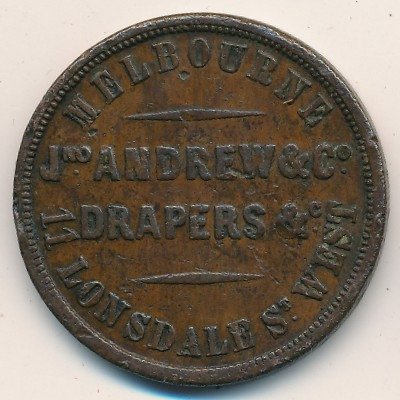 MELBOURNE
Jno ANDREW & Co
DRAPERS &c
11 LONSDALE St WEST